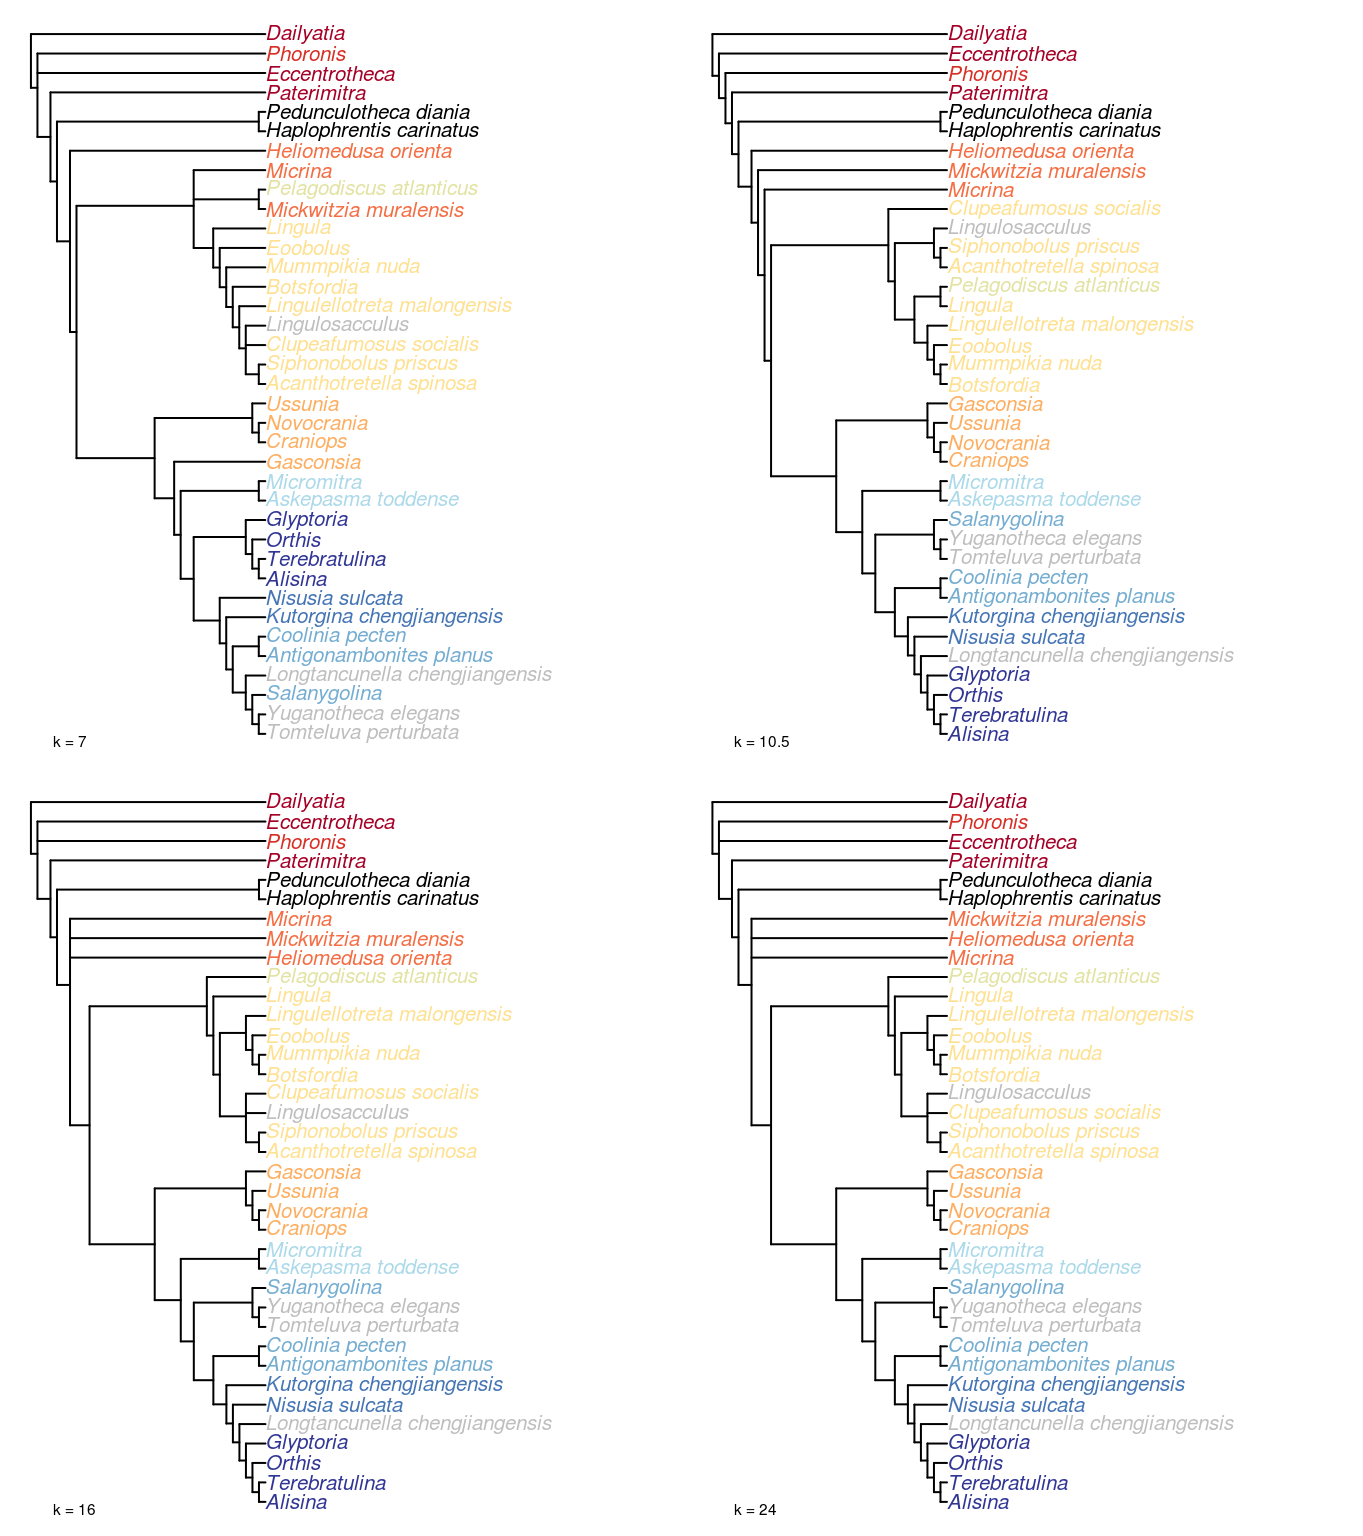 Dailyatia
Phoronis
Eccentrotheca
Paterimitra
Pedunculotheca diania
Haplophrentis carinatus
Heliomedusa orienta
Micrina
Pelagodiscus atlanticus
Mickwitzia muralensis
Lingula
Eoobolus
Mummpikia nuda
Botsfordia
Lingulellotreta malongensis
Lingulosacculus
Clupeafumosus socialis
Siphonobolus priscus
Acanthotretella spinosa
Ussunia
Novocrania
Craniops
Gasconsia
Micromitra
Askepasma toddense
Glyptoria
Orthis
Terebratulina
Alisina
Nisusia sulcata
Kutorgina chengjiangensis
Coolinia pecten
Antigonambonites planus
Longtancunella chengjiangensis
Salanygolina
Yuganotheca elegans
Tomteluva perturbata
k = 7
Dailyatia
Eccentrotheca
Phoronis
Paterimitra
Pedunculotheca diania
Haplophrentis carinatus
Heliomedusa orienta
Mickwitzia muralensis
Micrina
Clupeafumosus socialis
Lingulosacculus
Siphonobolus priscus
Acanthotretella spinosa
Pelagodiscus atlanticus
Lingula
Lingulellotreta malongensis
Eoobolus
Mummpikia nuda
Botsfordia
Gasconsia
Ussunia
Novocrania
Craniops
Micromitra
Askepasma toddense
Salanygolina
Yuganotheca elegans
Tomteluva perturbata
Coolinia pecten
Antigonambonites planus
Kutorgina chengjiangensis
Nisusia sulcata
Longtancunella chengjiangensis
Glyptoria
Orthis
Terebratulina
Alisina
k = 10.5
Dailyatia
Eccentrotheca
Phoronis
Paterimitra
Pedunculotheca diania
Haplophrentis carinatus
Micrina
Mickwitzia muralensis
Heliomedusa orienta
Pelagodiscus atlanticus
Lingula
Lingulellotreta malongensis
Eoobolus
Mummpikia nuda
Botsfordia
Clupeafumosus socialis
Lingulosacculus
Siphonobolus priscus
Acanthotretella spinosa
Gasconsia
Ussunia
Novocrania
Craniops
Micromitra
Askepasma toddense
Salanygolina
Yuganotheca elegans
Tomteluva perturbata
Coolinia pecten
Antigonambonites planus
Kutorgina chengjiangensis
Nisusia sulcata
Longtancunella chengjiangensis
Glyptoria
Orthis
Terebratulina
Alisina
k = 16
Dailyatia
Phoronis
Eccentrotheca
Paterimitra
Pedunculotheca diania
Haplophrentis carinatus
Mickwitzia muralensis
Heliomedusa orienta
Micrina
Pelagodiscus atlanticus
Lingula
Lingulellotreta malongensis
Eoobolus
Mummpikia nuda
Botsfordia
Lingulosacculus
Clupeafumosus socialis
Siphonobolus priscus
Acanthotretella spinosa
Gasconsia
Ussunia
Novocrania
Craniops
Micromitra
Askepasma toddense
Salanygolina
Yuganotheca elegans
Tomteluva perturbata
Coolinia pecten
Antigonambonites planus
Kutorgina chengjiangensis
Nisusia sulcata
Longtancunella chengjiangensis
Glyptoria
Orthis
Terebratulina
Alisina
k = 24